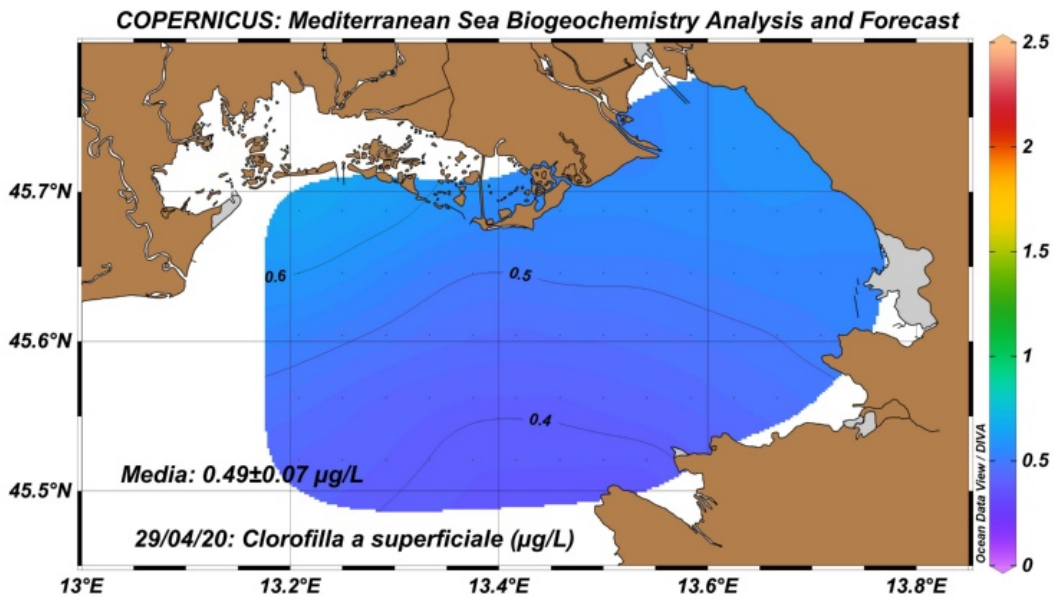 COPERNICUS: Mediterranean Sea Biogeochemistry Analysis and Forecast
2.5
2
1.5
1
0.5
0
45.7°N
45.6°N
45.5°N
0.6
0.5
0.4
Media: 0.49±0.07 µg/L
29/04/20: Clorofilla a superficiale (µg/L)
Ocean Data View / DIVA
13°E
13.2°E
13.4°E
13.6°E
13.8°E